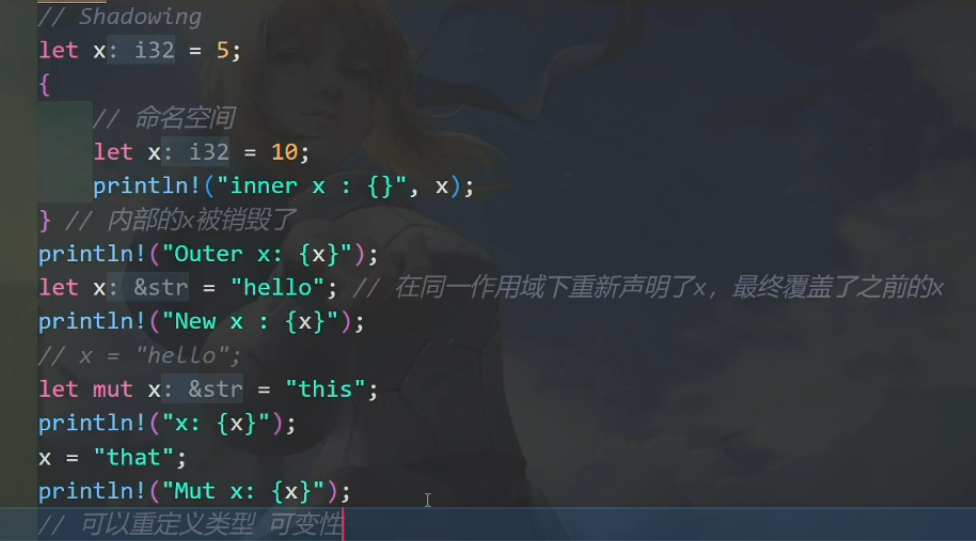 // Shadowing
let x: i32 = 5;
{
// 命名空间
let x: i32 = 10;
println!("inner x : {}", x);
} // 内部的x被销毁了
println!("Outer x: {x}");
let x: &str = "hello"; // 在同一作用域下重新声明了x，最终覆盖了之前的x
println!("New x : {x}");
// x = "hello";
let mut x: &str = "this";
println!("x: {x}");
x = "that";
println!("Mut x: {x}");
// 可以重定义类型 可变性